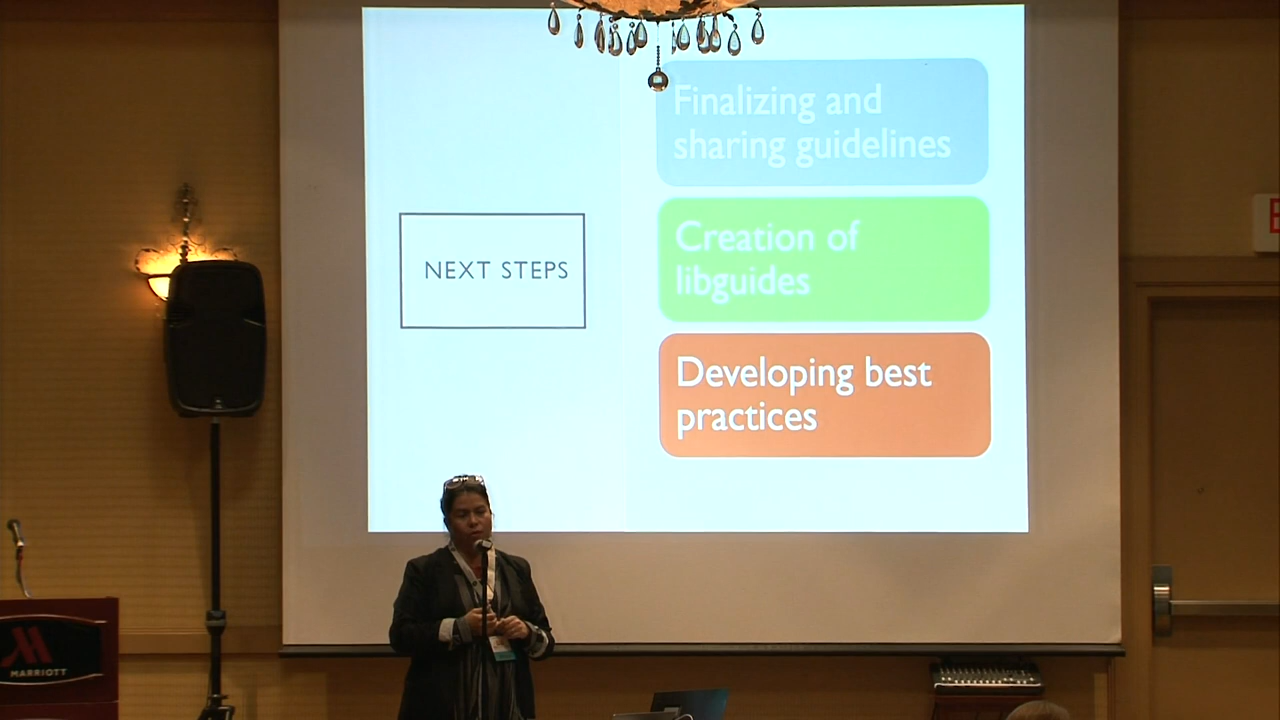 NEXT STEPS
Finalizing and
sharing guidelines
Creation of
libguides
Developing best
practices
MARRIOTT